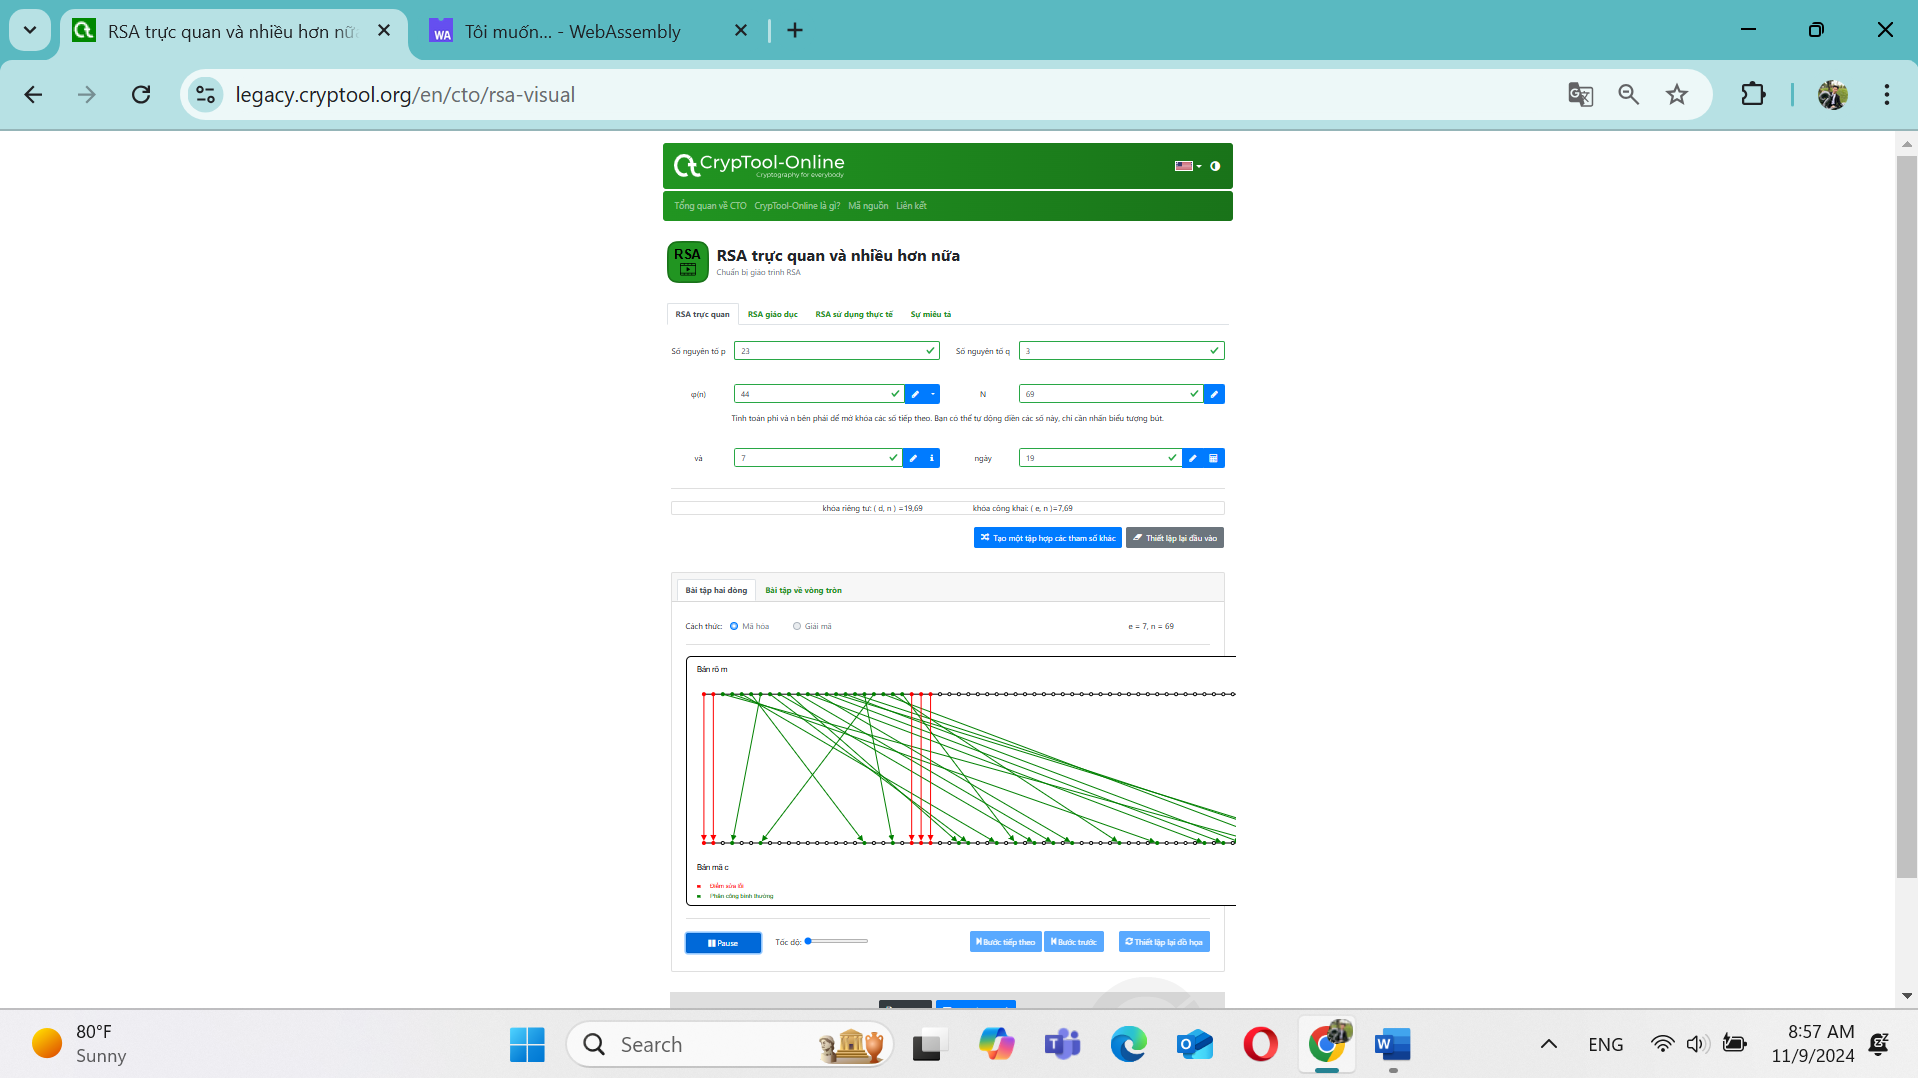 RSA trực quan và nhiều hơn nữ
WA Tôi muốn... - WebAssembly
legacy.cryptool.org/en/cto/rsa-visual
CrypTool-Online
Cryptography for everybody
Tổng quan về CTO CrypTool-Online là gì? Mã nguồn Liên kết
RSA
RSA trực quan và nhiều hơn nữa
Chuẩn bị giáo trình RSA
RSA trực quan RSA giáo dục RSA sử dụng thực tế Sự miêu tả
Số nguyên tố p 23 Số nguyên tố q 3
φ(n) 44 N 69
Tính toán phi và n bên phải để mở khóa các số tiếp theo. Bạn có thể tự động điền các số này, chỉ cần nhấn biểu tượng bút.
và 7 ngày 19
khóa riêng tư: ( d, n ) =19,69 khóa công khai: ( e, n )=7,69
Tạo một tập hợp các tham số khác Thiết lập lại đầu vào
Bài tập hai dòng Bài tập về vòng tròn
Cách thức: Mã hóa Giải mã e = 7, n = 69
Bản rõ m
Bản mã c
Điểm sửa lỗi
Phân công bình thường
Pause Tốc độ: Bước tiếp theo Bước trước Thiết lập lại đồ họa
80°F
Sunny
Search
ENG
8:57 AM
11/9/2024